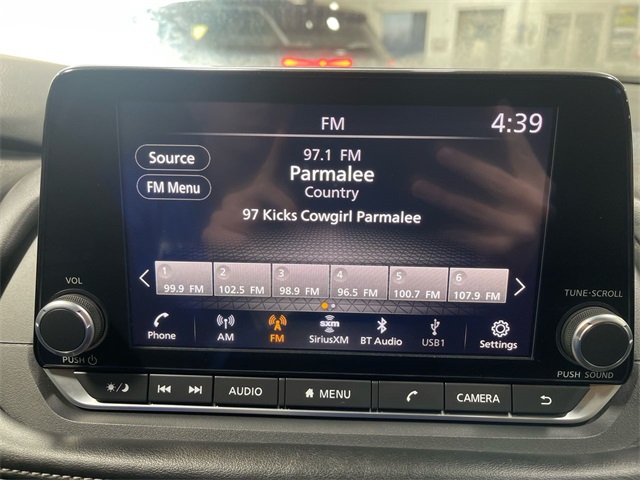 FM
4:39
Source
97.1 FM
FM Menu
Parmalee
Country
97 Kicks Cowgirl Parmalee
1 2 3 4 5 6
99.9 FM 102.5 FM 98.9 FM 96.5 FM 100.7 FM 107.9 FM
VOL
TUNE-SCROLL
sxm
Phone AM FM SiriusXM BT Audio USB1 Settings
PUSH
PUSH SOUND
AUDIO MENU CAMERA